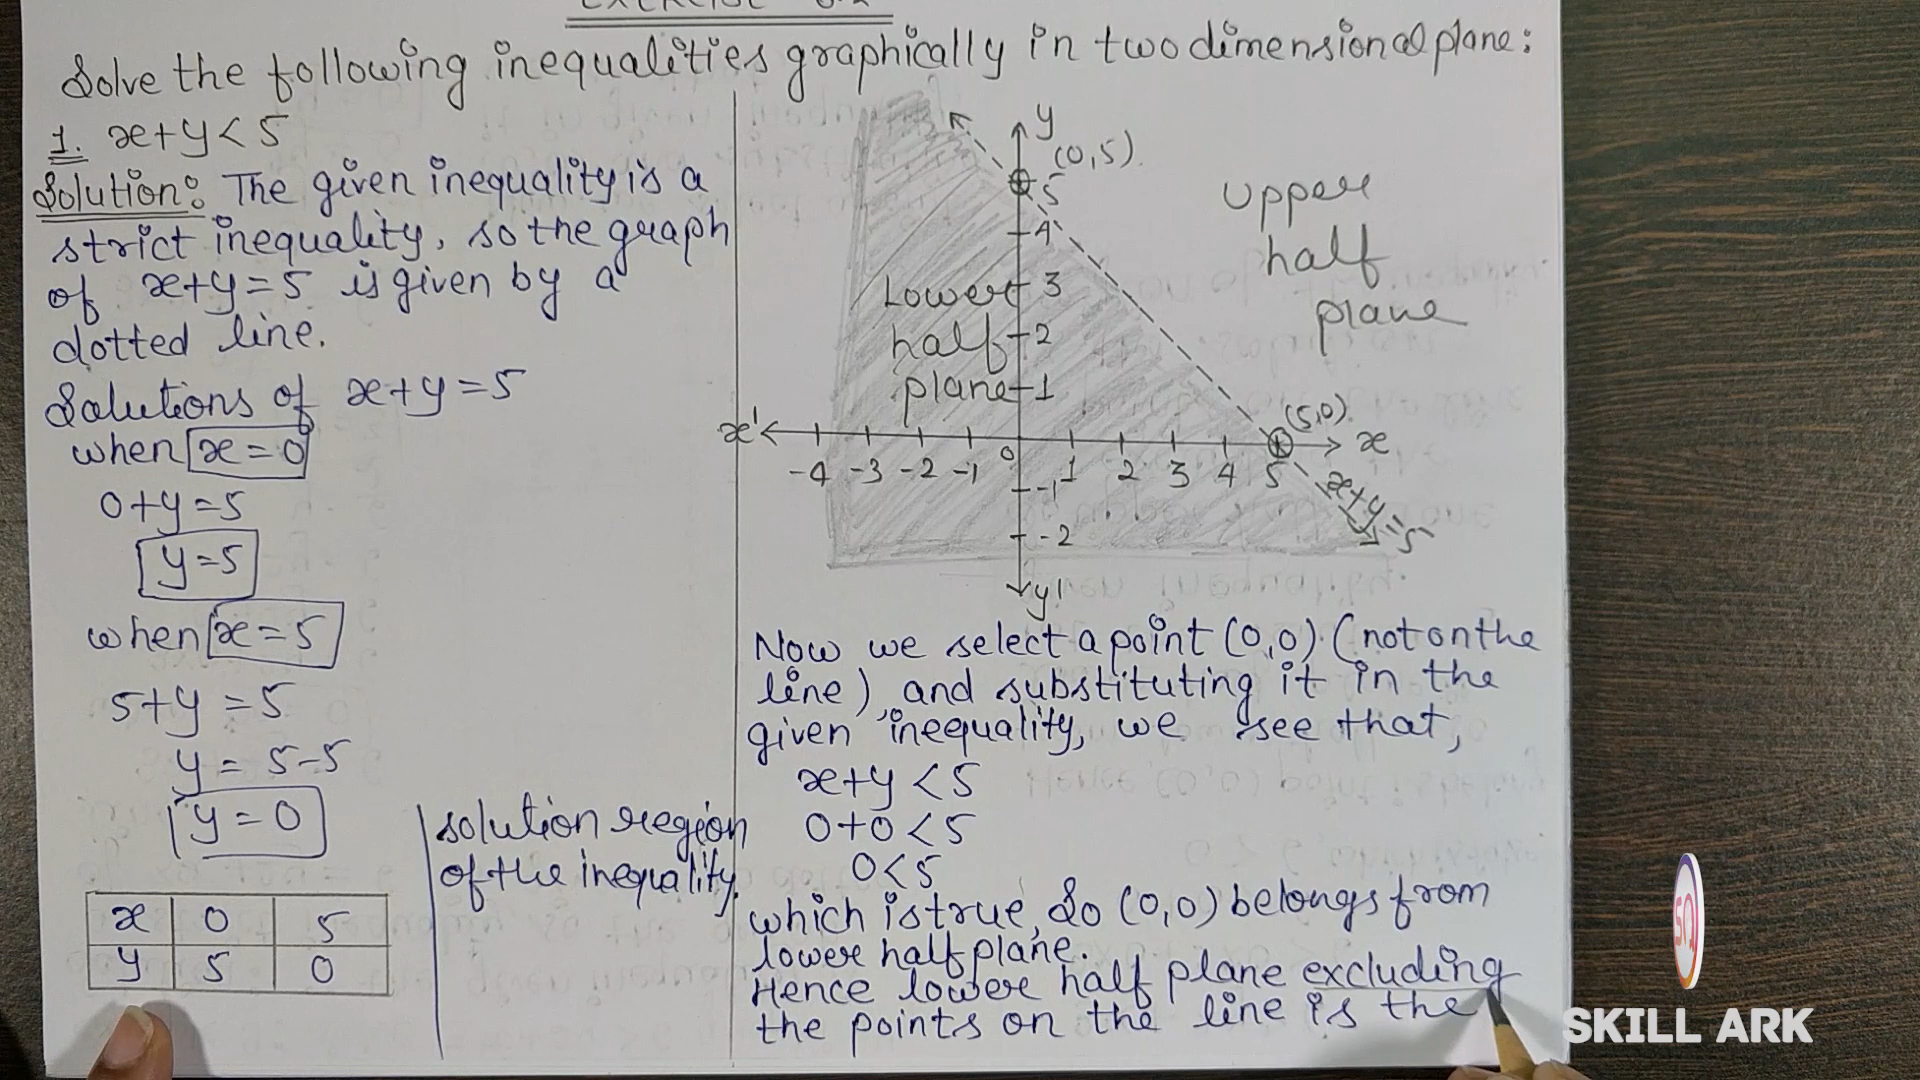 Solve the following inequalities graphically in two dimensional plane:
1. x+y<5
Solution: The given inequality is a
strict inequality, so the graph
of x+y=5 is given by a
dotted line.
Solutions of x+y=5
when x=0
0+y=5
y=5
when x=5
5+y=5
y=5-5
y=0
x 0 5
y 5 0
y
(0,5)
5
4
3
2
1
Upper
half
plane
Lower
half
plane
(5,0)
x' x
-4 -3 -2 -1 0 1 2 3 4 5
x+y=5
-1
-2
y'
Now we select a point (0,0) (not on the
line), and substituting it in the
given inequality, we see that,
x+y<5
0+0<5
0<5
which is true, So (0,0) belongs from
lower half plane.
Hence lower half plane excluding
the points on the line is the
solution region
of the inequality.
SKILL ARK